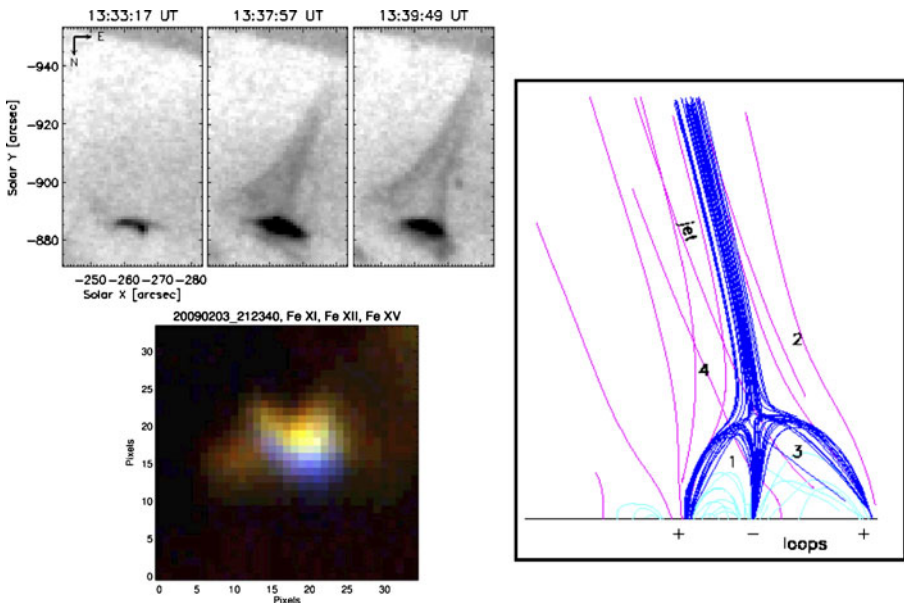 13:33:17 UT 13:37:57 UT 13:39:49 UT
E
N
-940
-920
-900
-880
Solar Y [arcsec]
-250 -260 -270 -280
Solar X [arcsec]
20090203_212340, Fe XI, Fe XII, Fe XV
30
25
20
15
10
5
0
Pixels
0 5 10 15 20 25 30
Pixels
jet
2
4
1 3
+ − +
loops